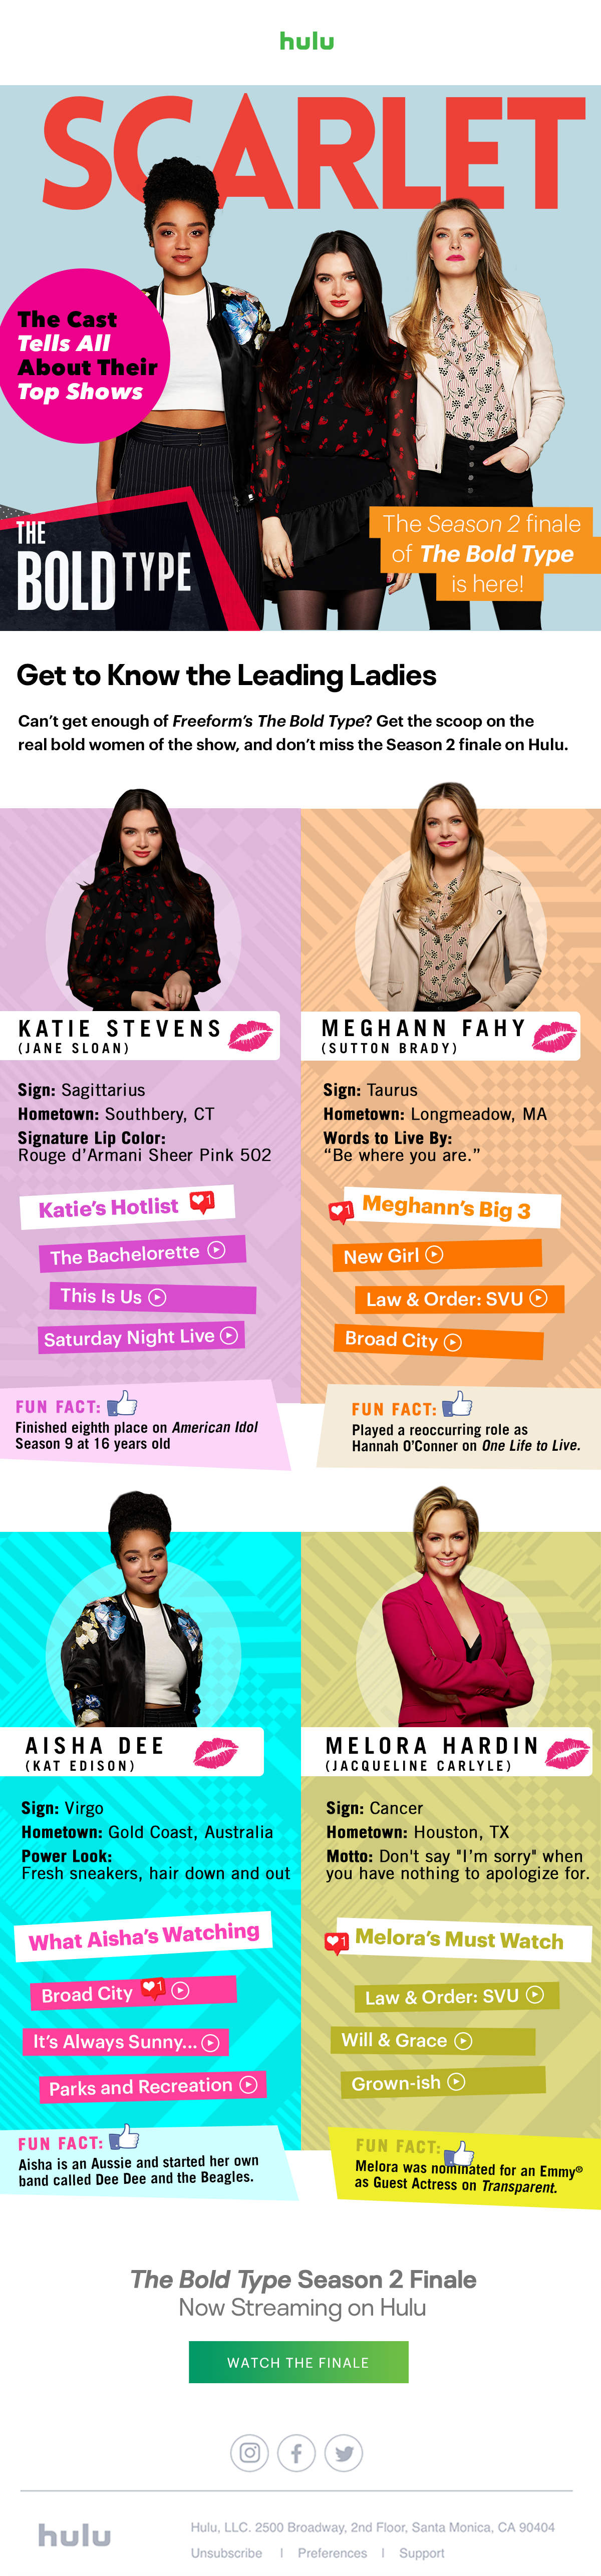 hulu
SCARLET
The Cast
Tells All
About Their
Top Shows
THE
BOLD TYPE
The Season 2 finale
of The Bold Type
is here!
Get to Know the Leading Ladies
Can't get enough of Freeform's The Bold Type? Get the scoop on the
real bold women of the show, and don't miss the Season 2 finale on Hulu.
KATIE STEVENS
(JANE SLOAN)
Sign: Sagittarius
Hometown: Southbery, CT
Signature Lip Color:
Rouge d'Armani Sheer Pink 502
Katie's Hotlist 1
The Bachelorette
This Is Us
Saturday Night Live
FUN FACT:
Finished eighth place on American Idol
Season 9 at 16 years old
MEGHANN FAHY
(SUTTON BRADY)
Sign: Taurus
Hometown: Longmeadow, MA
Words to Live By:
“Be where you are.”
1 Meghann's Big 3
New Girl
Law & Order: SVU
Broad City
FUN FACT:
Played a reoccurring role as
Hannah O'Conner on One Life to Live.
AISHA DEE
(KAT EDISON)
Sign: Virgo
Hometown: Gold Coast, Australia
Power Look:
Fresh sneakers, hair down and out
What Aisha's Watching
Broad City 1
It's Always Sunny...
Parks and Recreation
FUN FACT:
Aisha is an Aussie and started her own
band called Dee Dee and the Beagles.
MELORA HARDIN
(JACQUELINE CARLYLE)
Sign: Cancer
Hometown: Houston, TX
Motto: Don't say "I'm sorry" when
you have nothing to apologize for.
1 Melora's Must Watch
Law & Order: SVU
Will & Grace
Grown-ish
FUN FACT:
Melora was nominated for an Emmy®
as Guest Actress on Transparent.
The Bold Type Season 2 Finale
Now Streaming on Hulu
WATCH THE FINALE
hulu
Hulu, LLC. 2500 Broadway, 2nd Floor, Santa Monica, CA 90404
Unsubscribe | Preferences | Support